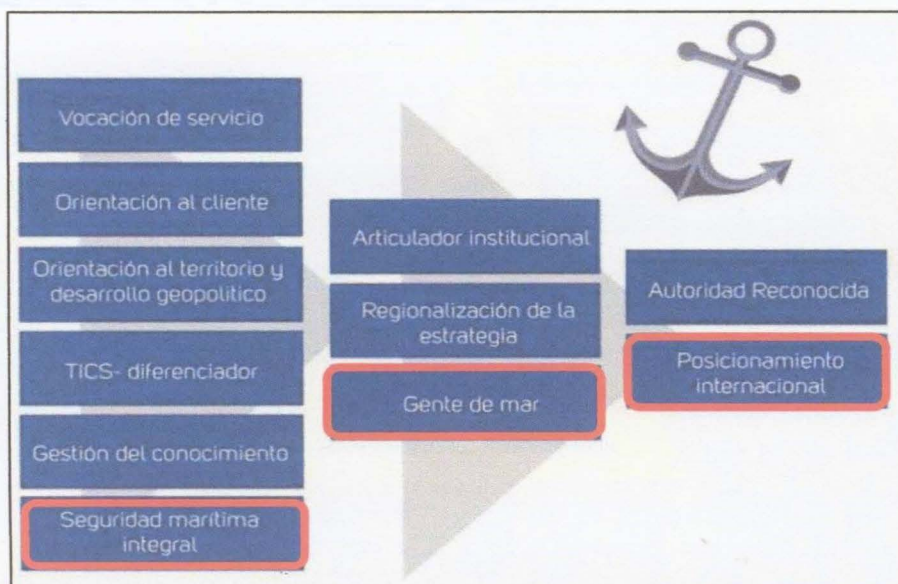 Vocación de servicio
Orientación al cliente
Orientación al territorio y
desarrollo geopolitico
TICS- diferenciador
Gestión del conocimiento
Seguridad marítima
integral
Articulador institucional
Regionalización de la
estrategia
Gente de mar
Autoridad Reconocida
Posicionamiento
internacional